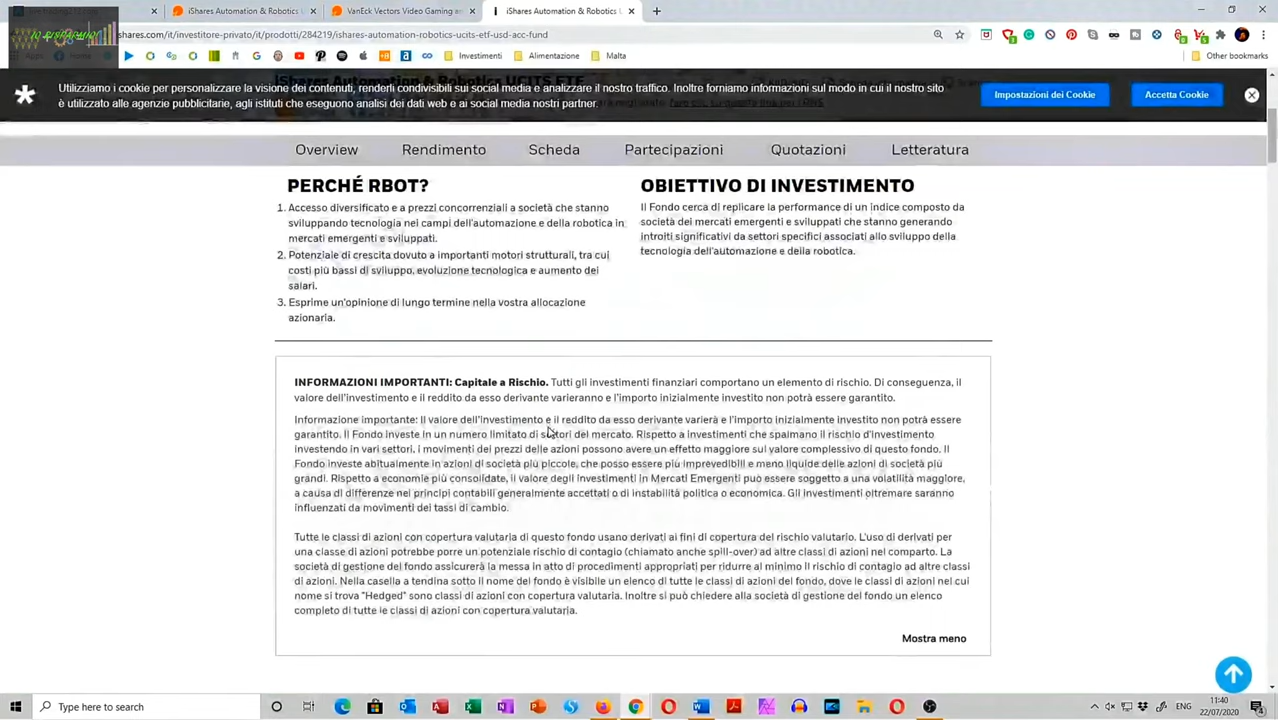 iShares Automation & Robotics U
iShares Automation & Robotics U
VanEck Vectors Video Gaming an
iShares Automation & Robotics U
shares.com/it/investitore-privato/it/prodotti/284219/ishares-automation-robotics-ucits-etf-usd-acc-fund
Investimenti
Alimentazione
Malta
Other bookmarks
iShares Automation & Robotics UCITS ETF
Utilizziamo i cookie per personalizzare la visione dei contenuti, renderli condivisibili sui social media e analizzare il nostro traffico. Inoltre forniamo informazioni sul modo in cui il nostro sito
è utilizzato alle agenzie pubblicitarie, agli istituti che eseguono analisi dei dati web e ai social media nostri partner.
Impostazioni dei Cookie
Accetta Cookie
Overview
Rendimento
Scheda
Partecipazioni
Quotazioni
Letteratura
PERCHÉ RBOT?
1. Accesso diversificato e a prezzi concorrenziali a società che stanno
sviluppando tecnologia nei campi dell'automazione e della robotica in
mercati emergenti e sviluppati.
2. Potenziale di crescita dovuto a importanti motori strutturali, tra cui
costi più bassi di sviluppo, evoluzione tecnologica e aumento dei
salari.
3. Esprime un'opinione di lungo termine nella vostra allocazione
azionaria.
OBIETTIVO DI INVESTIMENTO
Il Fondo cerca di replicare la performance di un indice composto da
società dei mercati emergenti e sviluppati che stanno generando
introiti significativi da settori specifici associati allo sviluppo della
tecnologia dell'automazione e della robotica.
INFORMAZIONI IMPORTANTI: Capitale a Rischio. Tutti gli investimenti finanziari comportano un elemento di rischio. Di conseguenza, il
valore dell'investimento e il reddito da esso derivante varieranno e l'importo inizialmente investito non potrà essere garantito.
Informazione importante: Il valore dell'investimento e il reddito da esso derivante varierà e l'importo inizialmente investito non potrà essere
garantito. Il Fondo investe in un numero limitato di settori del mercato. Rispetto a investimenti che spalmano il rischio d'investimento
investendo in vari settori, i movimenti dei prezzi delle azioni possono avere un effetto maggiore sul valore complessivo di questo fondo. Il
Fondo investe abitualmente in azioni di società più piccole, che possono essere più imprevedibili e meno liquide delle azioni di società più
grandi. Rispetto a economie più consolidate, il valore degli investimenti in Mercati Emergenti può essere soggetto a una volatilità maggiore,
a causa di differenze nei principi contabili generalmente accettati o di instabilità politica o economica. Gli investimenti oltremare saranno
influenzati da movimenti dei tassi di cambio.
Tutte le classi di azioni con copertura valutaria di questo fondo usano derivati ai fini di copertura del rischio valutario. L'uso di derivati per
una classe di azioni potrebbe porre un potenziale rischio di contagio (chiamato anche spill-over) ad altre classi di azioni nel comparto. La
società di gestione del fondo assicurerà la messa in atto di procedimenti appropriati per ridurre al minimo il rischio di contagio ad altre classi
di azioni. Nella casella a tendina sotto il nome del fondo è visibile un elenco di tutte le classi di azioni del fondo, dove le classi di azioni nel cui
nome si trova "Hedged" sono classi di azioni con copertura valutaria. Inoltre si può chiedere alla società di gestione del fondo un elenco
completo di tutte le classi di azioni con copertura valutaria.
Mostra meno
Type here to search
ENG
11:40
22/07/2020